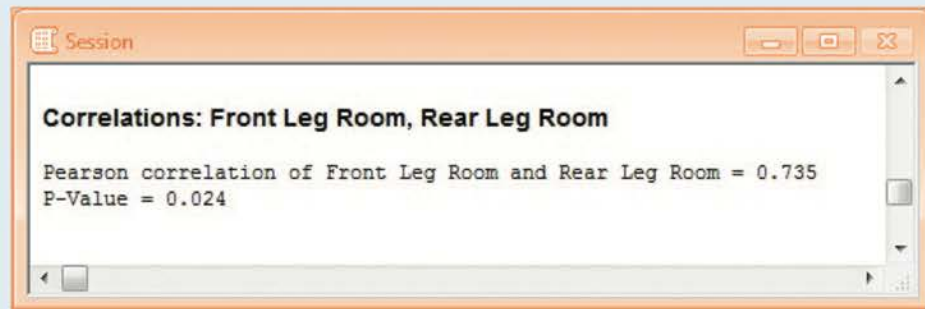 Session
Correlations: Front Leg Room, Rear Leg Room
Pearson correlation of Front Leg Room and Rear Leg Room = 0.735
P-Value = 0.024